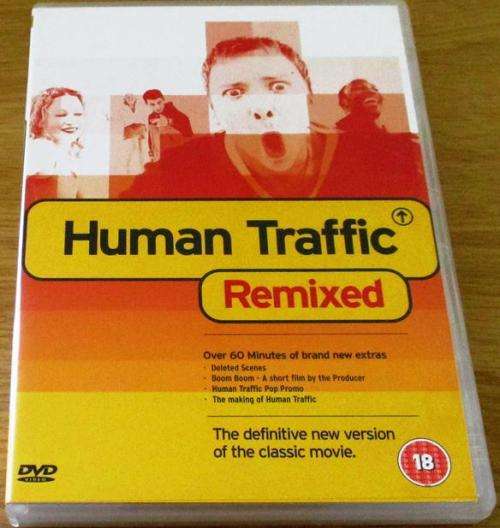 Human Traffic
Remixed
Over 60 Minutes of brand new extras
· Deleted Scenes
· Boom Boom - A short film by the Producer
· Human Traffic Pop Promo
· The making of Human Traffic
The definitive new version
of the classic movie.
18
DVD
VIDEO